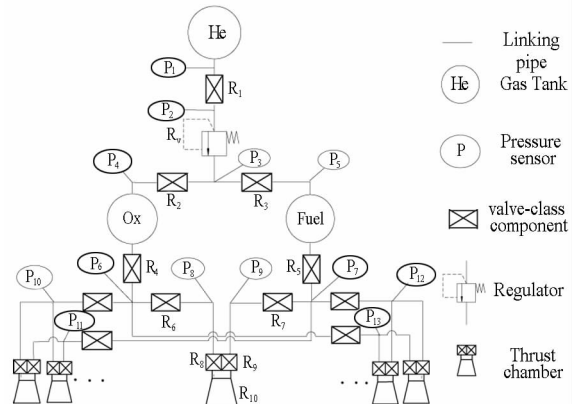 He
Linking
pipe
P1
R1
He
Gas Tank
P2
Rv
P
Pressure
sensor
P4
P3
P5
R2
R3
Ox
Fuel
valve-class
component
P6
R4
P8
P9
R5
P7
P12
P10
R6
R7
Regulator
P11
P13
R8
R9
R10
Thrust
chamber